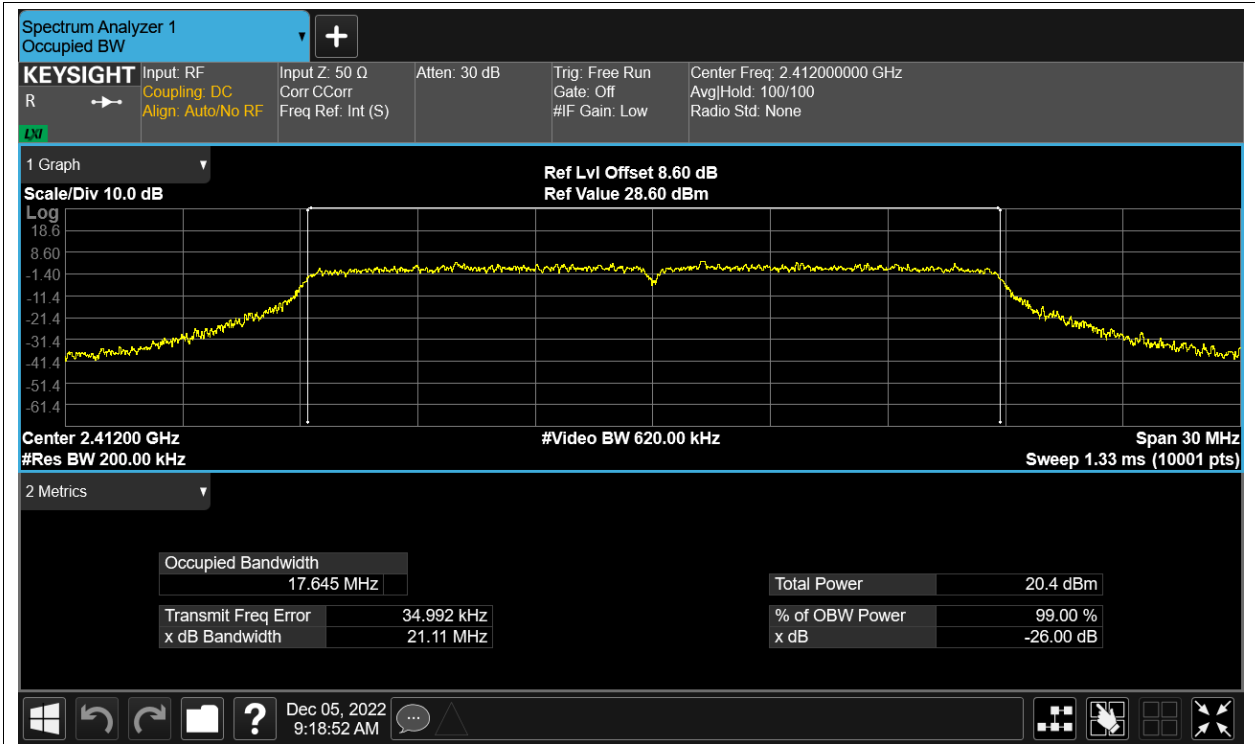 Spectrum Analyzer 1
Occupied BW
KEYSIGHT
R
LXI
Input: RF
Coupling: DC
Align: Auto/No RF
Input Z: 50 Ω
Corr CCorr
Freq Ref: Int (S)
Atten: 30 dB
Trig: Free Run
Gate: Off
#IF Gain: Low
Center Freq: 2.412000000 GHz
Avg|Hold: 100/100
Radio Std: None
1 Graph
Scale/Div 10.0 dB
Ref Lvl Offset 8.60 dB
Ref Value 28.60 dBm
Log
18.6
8.60
-1.40
-11.4
-21.4
-31.4
-41.4
-51.4
-61.4
Center 2.41200 GHz
#Video BW 620.00 kHz
Span 30 MHz
#Res BW 200.00 kHz
Sweep 1.33 ms (10001 pts)
2 Metrics
Occupied Bandwidth
17.645 MHz
Total Power 20.4 dBm
Transmit Freq Error 34.992 kHz
% of OBW Power 99.00 %
x dB Bandwidth 21.11 MHz
x dB -26.00 dB
?
Dec 05, 2022
9:18:52 AM